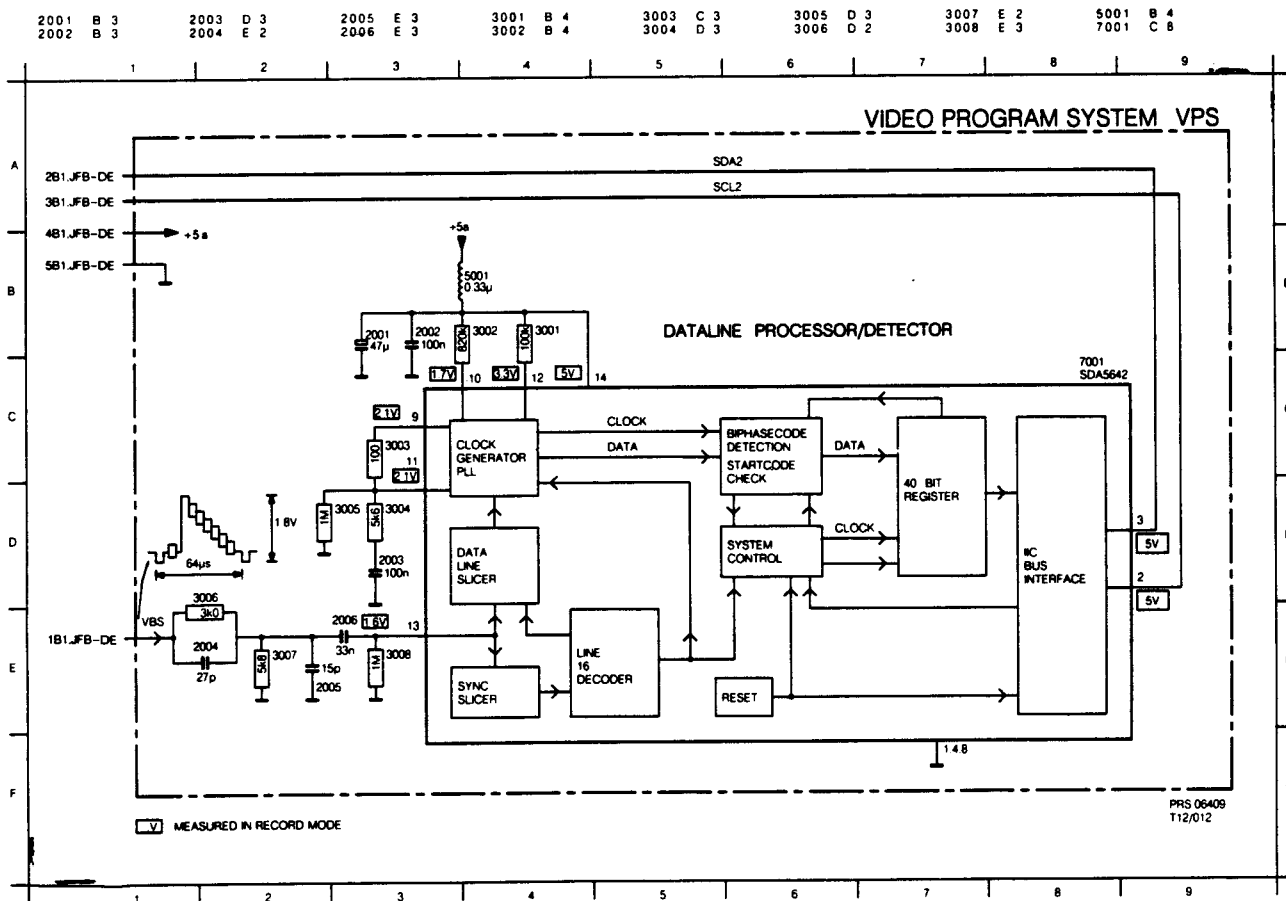 2001 B 3 2003 D 3 2005 E 3 3001 B 4 3003 C 3 3005 D 3 3007 E 2 5001 B 4
2002 B 3 2004 E 2 2006 E 3 3002 B 4 3004 D 3 3006 D 2 3008 E 3 7001 C 8
1 2 3 4 5 6 7 8 9
VIDEO PROGRAM SYSTEM VPS
A
2B1.JFB-DE
SDA2
3B1.JFB-DE
SCL2
4B1.JFB-DE
+5a
+5a
5B1.JFB-DE
B
5001
0.33µ
2001
47µ
2002
100n
820k
3002
100k
3001
DATALINE PROCESSOR/DETECTOR
7001
SDA5642
1.7V 10 3.3V 12 5V 14
C
2.1V 9
100
3003
11
2.1V
CLOCK
GENERATOR
PLL
CLOCK
DATA
BIPHASECODE
DETECTION
STARTCODE
CHECK
DATA
40 BIT
REGISTER
1.8V
64µs
D
1M
3005
5k6
3004
2003
100n
DATA
LINE
SLICER
SYSTEM
CONTROL
CLOCK
IIC
BUS
INTERFACE
3
5V
2
5V
3006
3k0
VBS
1B1.JFB-DE
2004
27p
E
5k8
3007
15p
2005
2006
33n
1.6V
13
1M
3008
SYNC
SLICER
LINE
16
DECODER
RESET
1.4.8
F
PRS 06409
T12/012
V MEASURED IN RECORD MODE
1 2 3 4 5 6 7 8 9